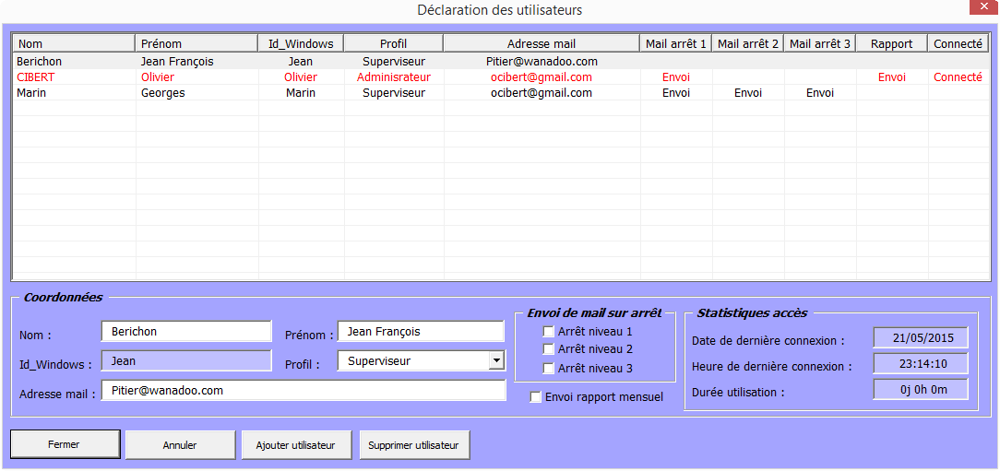 Déclaration des utilisateurs
Nom Prénom Id_Windows Profil Adresse mail Mail arrêt 1 Mail arrêt 2 Mail arrêt 3 Rapport Connecté
Berichon Jean François Jean Superviseur Pitier@wanadoo.com
CIBERT Olivier Olivier Adminisrateur ocibert@gmail.com Envoi Envoi Connecté
Marin Georges Marin Superviseur ocibert@gmail.com Envoi Envoi Envoi
Coordonnées
Nom : Berichon Prénom : Jean François
Id_Windows : Jean Profil : Superviseur
Adresse mail : Pitier@wanadoo.com
Envoi de mail sur arrêt
Arrêt niveau 1
Arrêt niveau 2
Arrêt niveau 3
Envoi rapport mensuel
Statistiques accès
Date de dernière connexion : 21/05/2015
Heure de dernière connexion : 23:14:10
Durée utilisation : 0j 0h 0m
Fermer Annuler Ajouter utilisateur Supprimer utilisateur